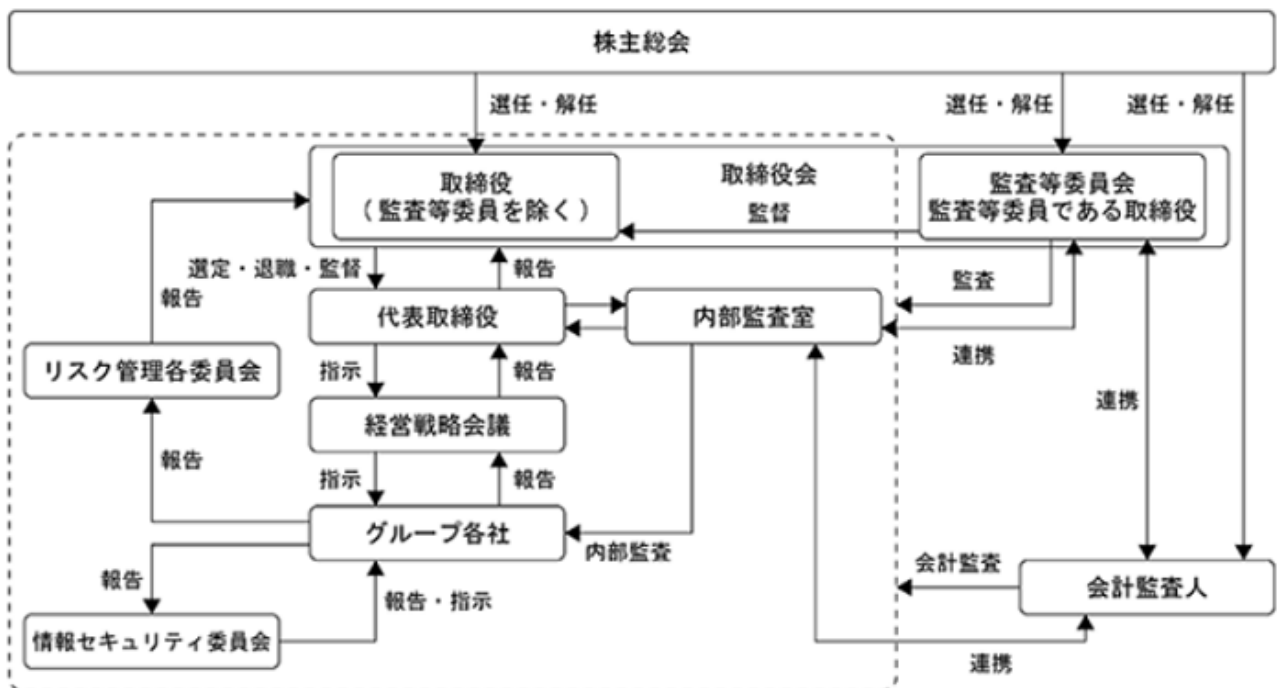 株主総会
選任・解任
選任・解任
選任・解任
取締役
（監査等委員を除く）
取締役会
監督
監査等委員会
監査等委員である取締役
選定・退職・監督
報告
報告
監査
代表取締役
内部監査室
連携
リスク管理各委員会
指示
報告
連携
経営戦略会議
報告
指示
報告
グループ各社
内部監査
報告
会計監査
会計監査人
報告・指示
情報セキュリティ委員会
連携